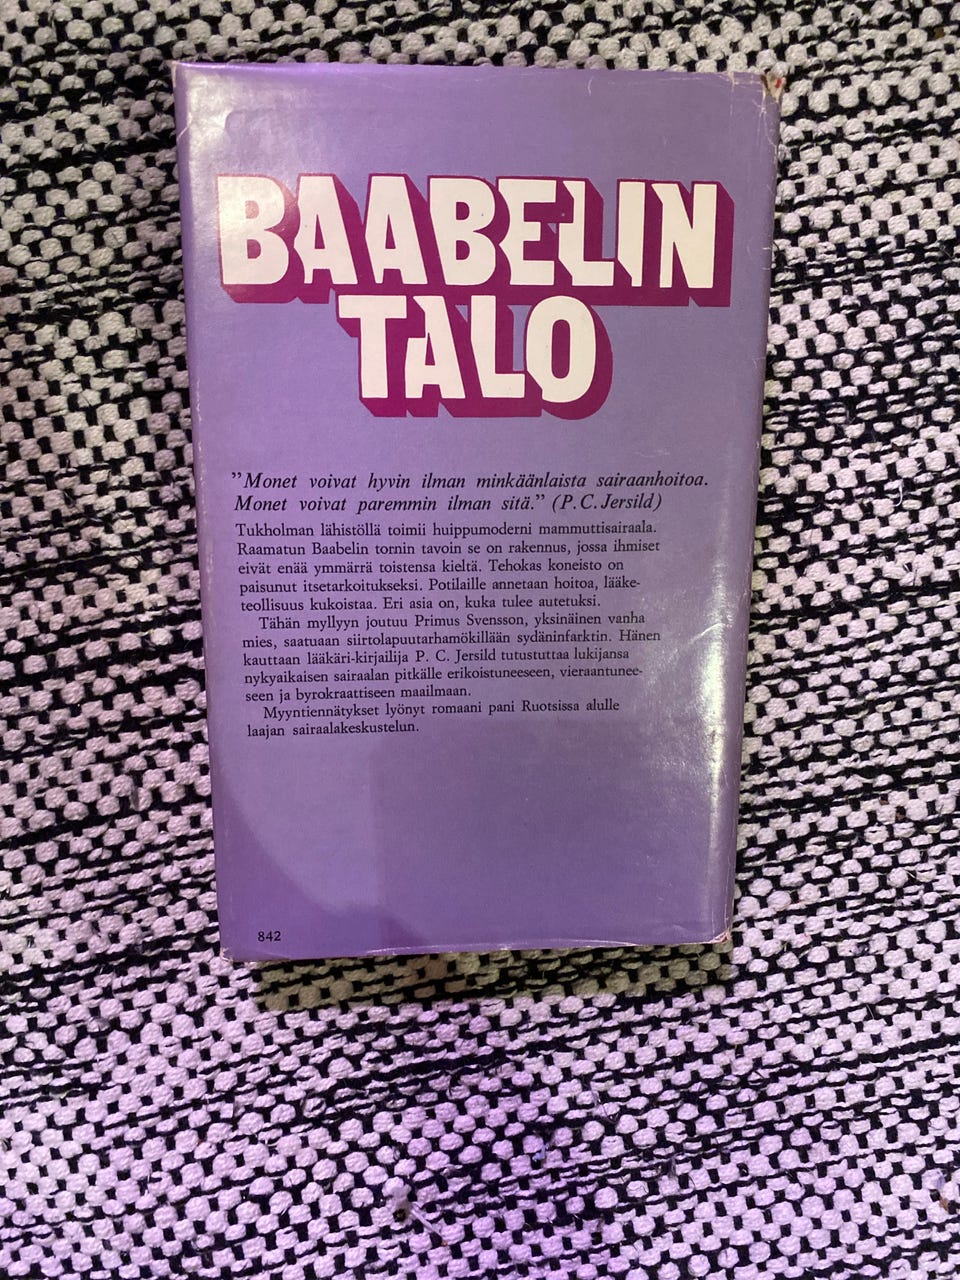 BAABELIN
TALO
”Monet voivat hyvin ilman minkäänlaista sairaanhoitoa.
Monet voivat paremmin ilman sitä.” (P. C. Jersild)
Tukholman lähistöllä toimii huippumoderni mammuttisairaala.
Raamatun Baabelin tornin tavoin se on rakennus, jossa ihmiset
eivät enää ymmärrä toistensa kieltä. Tehokas koneisto on
paisunut itsetarkoitukseksi. Potilaille annetaan hoitoa, lääke-
teollisuus kukoistaa. Eri asia on, kuka tulee autetuksi.
Tähän myllyyn joutuu Primus Svensson, yksinäinen vanha
mies, saatuaan siirtolapuutarhamökillään sydäninfarktin. Hänen
kauttaan lääkäri-kirjailija P. C. Jersild tutustuttaa lukijansa
nykyaikaisen sairaalan pitkälle erikoistuneeseen, vieraantunee-
seen ja byrokraattiseen maailmaan.
Myyntiennätykset lyönyt romaani pani Ruotsissa alulle
laajan sairaalakeskustelun.
842